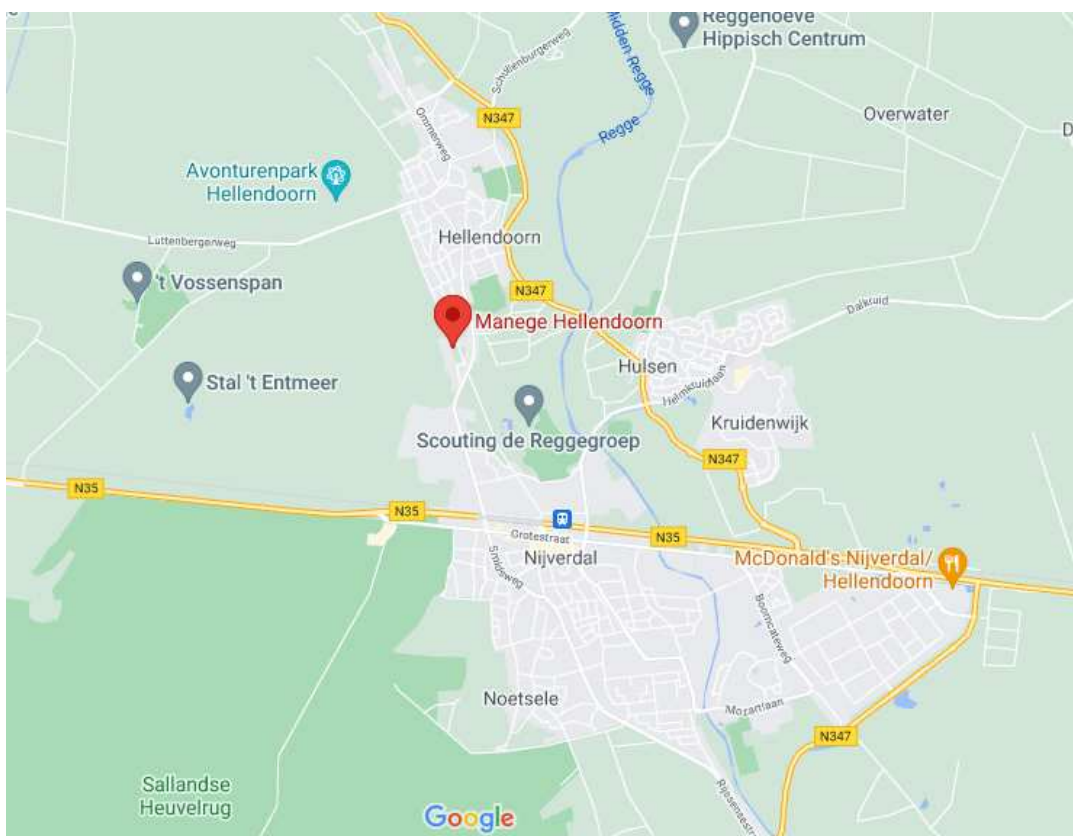 Reggehoeve
Hippisch Centrum
Midden Regge
Schuilenburgerweg
Overwater
D
N347
Ommerweg
Regge
Avonturenpark
Hellendoorn
Luttenbergerweg
Hellendoorn
't Vossenspan
N347
Dalkruid
Manege Hellendoorn
Hulsen
Stal 't Entmeer
Helmkruidlaan
Kruidenwijk
Scouting de Reggegroep
N347
N35
N35
Grotestraat
N35
Nijverdal
McDonald's Nijverdal/
Hellendoorn
Smidsweg
Boomcateweg
Noetsele
Mozartlaan
N347
Sallandse
Heuvelrug
Google